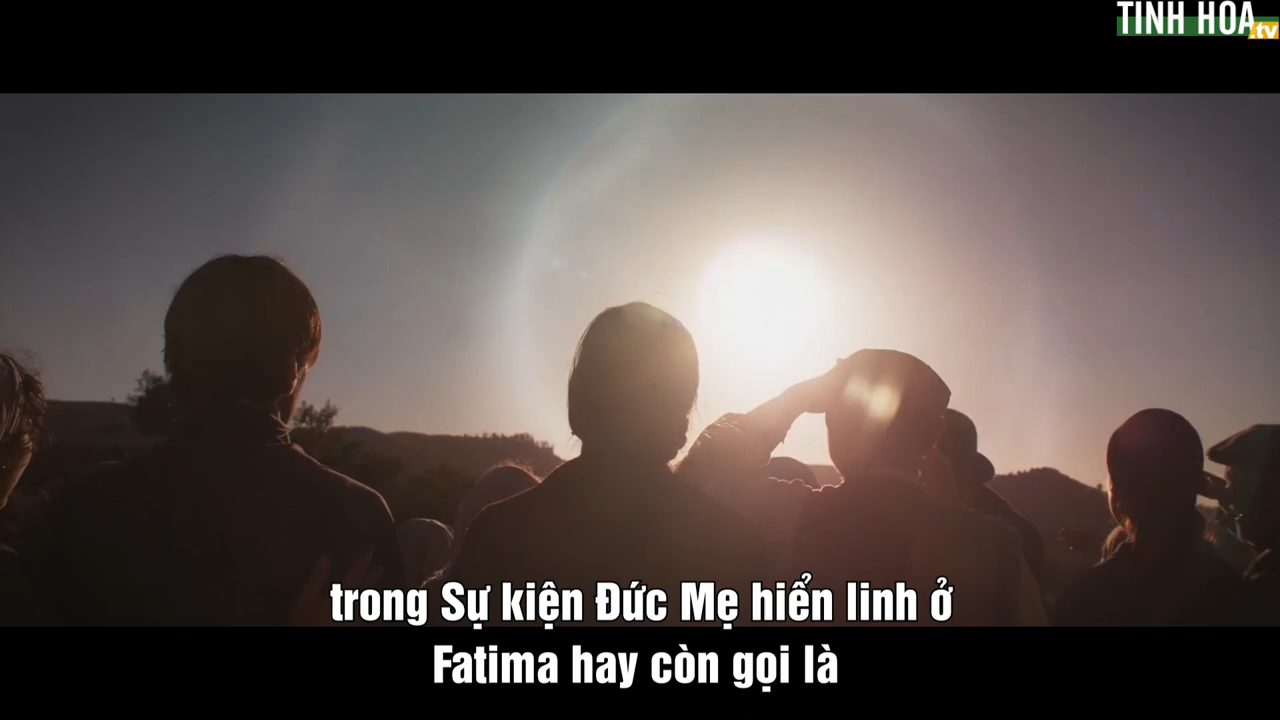 TINH HOA
.tv
trong Sự kiện Đức Mẹ hiển linh ở
Fatima hay còn gọi là